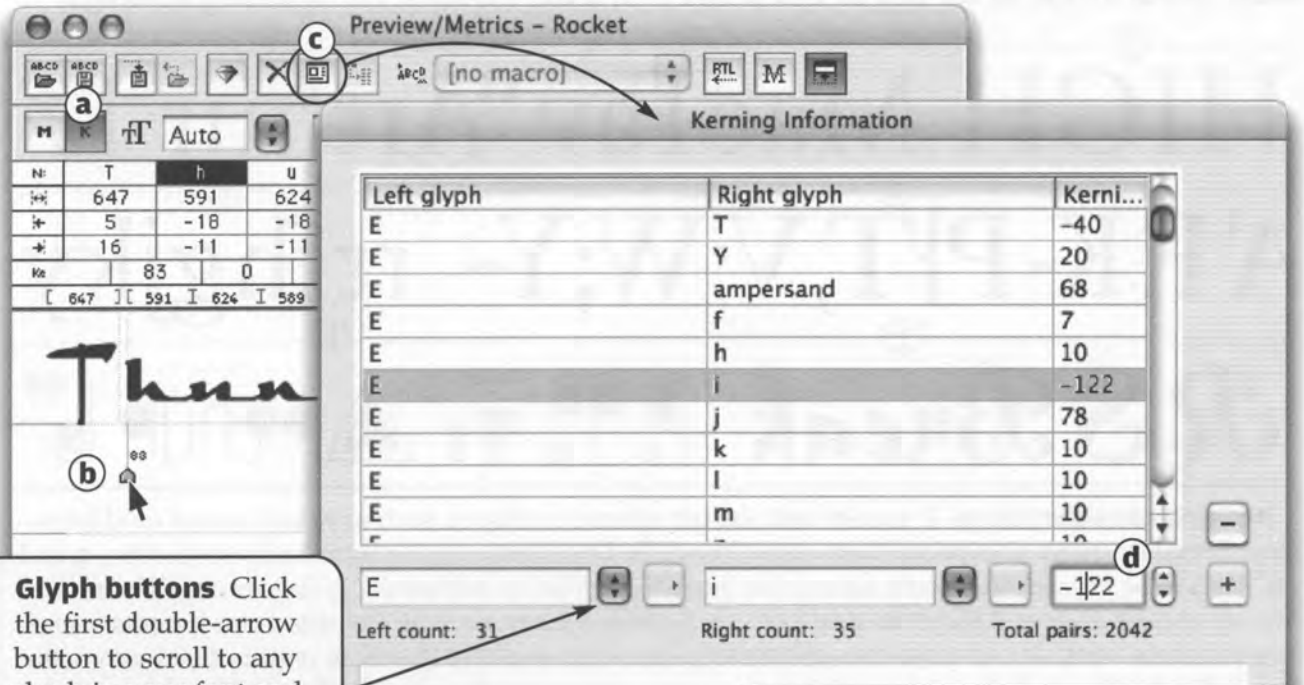 Preview/Metrics – Rocket
c
ABCD ABCD ABCD [no macro] RTL M
a
M K Auto
Kerning Information
N: T h u
647 591 624
5 -18 -18
16 -11 -11
83 0
[ 647 ][ 591 ][ 624 ][ 589
Thun
b
Left glyph Right glyph Kerni...
E T -40
E Y 20
E ampersand 68
E f 7
E h 10
E i -122
E j 78
E k 10
E l 10
E m 10
d
E i -122
Left count: 31 Right count: 35 Total pairs: 2042
- +
Glyph buttons Click
the first double-arrow
button to scroll to any